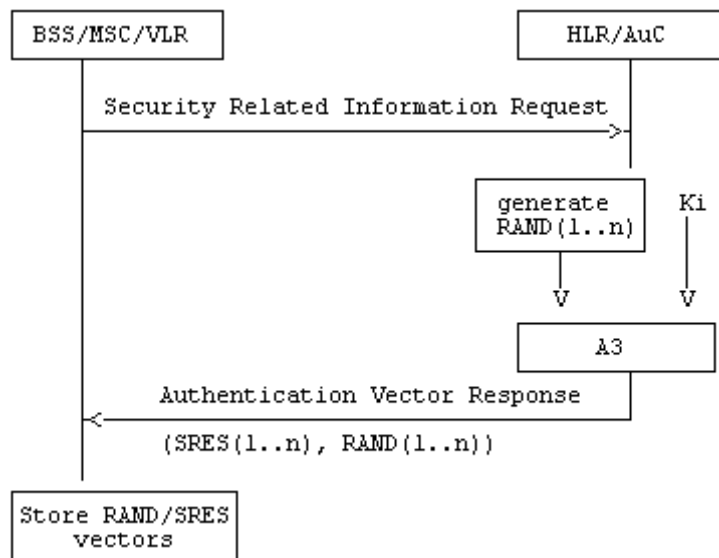 BSS/MSC/VLR
HLR/AuC
Security Related Information Request
generate
RAND(1..n)
Ki
V
V
A3
Authentication Vector Response
(SRES(1..n), RAND(1..n))
Store RAND/SRES
vectors